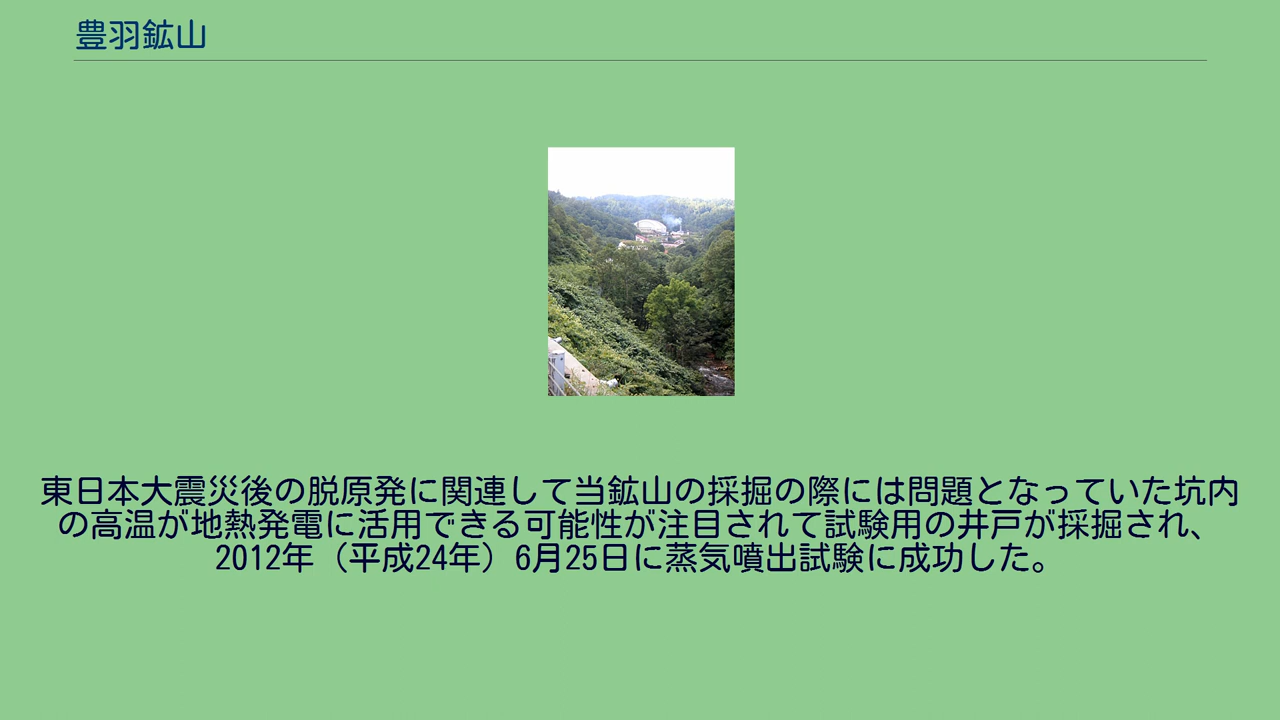 豊羽鉱山
東日本大震災後の脱原発に関連して当鉱山の採掘の際には問題となっていた坑内
の高温が地熱発電に活用できる可能性が注目されて試験用の井戸が採掘され、
2012年（平成24年）6月25日に蒸気噴出試験に成功した。